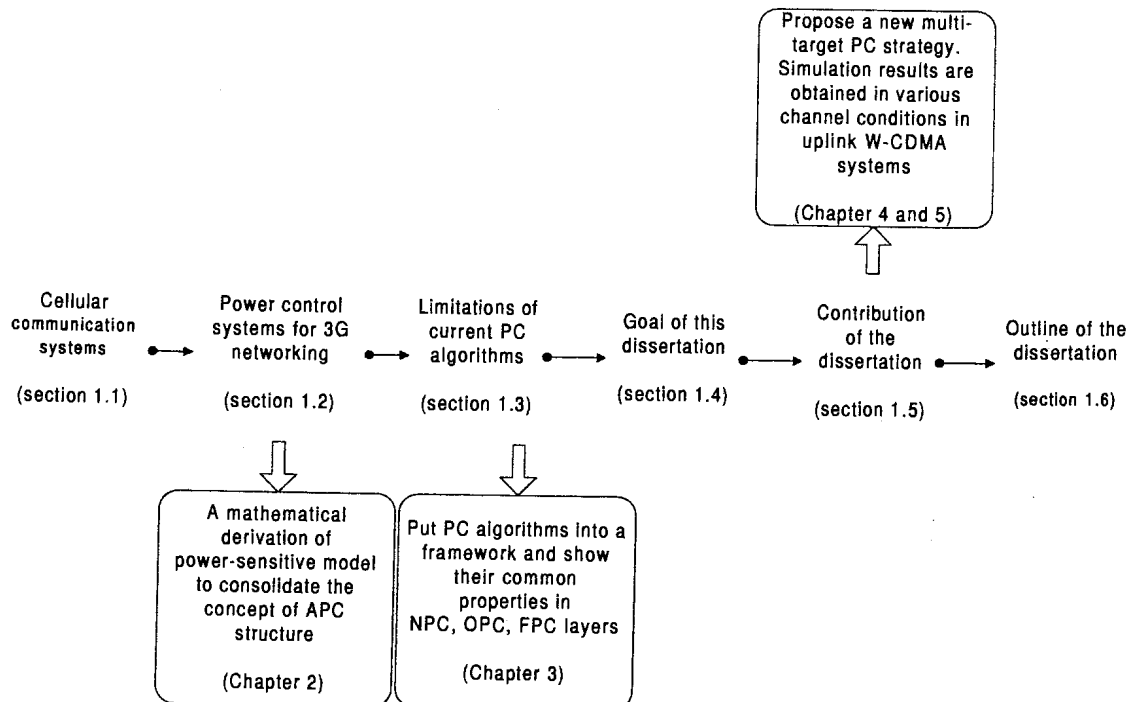 Propose a new multi-
target PC strategy.
Simulation results are
obtained in various
channel conditions in
uplink W-CDMA
systems
(Chapter 4 and 5)
Cellular
communication
systems
(section 1.1)
Power control
systems for 3G
networking
(section 1.2)
Limitations of
current PC
algorithms
(section 1.3)
Goal of this
dissertation
(section 1.4)
Contribution
of the
dissertation
(section 1.5)
Outline of the
dissertation
(section 1.6)
A mathematical
derivation of
power-sensitive model
to consolidate the
concept of APC
structure
(Chapter 2)
Put PC algorithms into a
framework and show
their common
properties in
NPC, OPC, FPC layers
(Chapter 3)